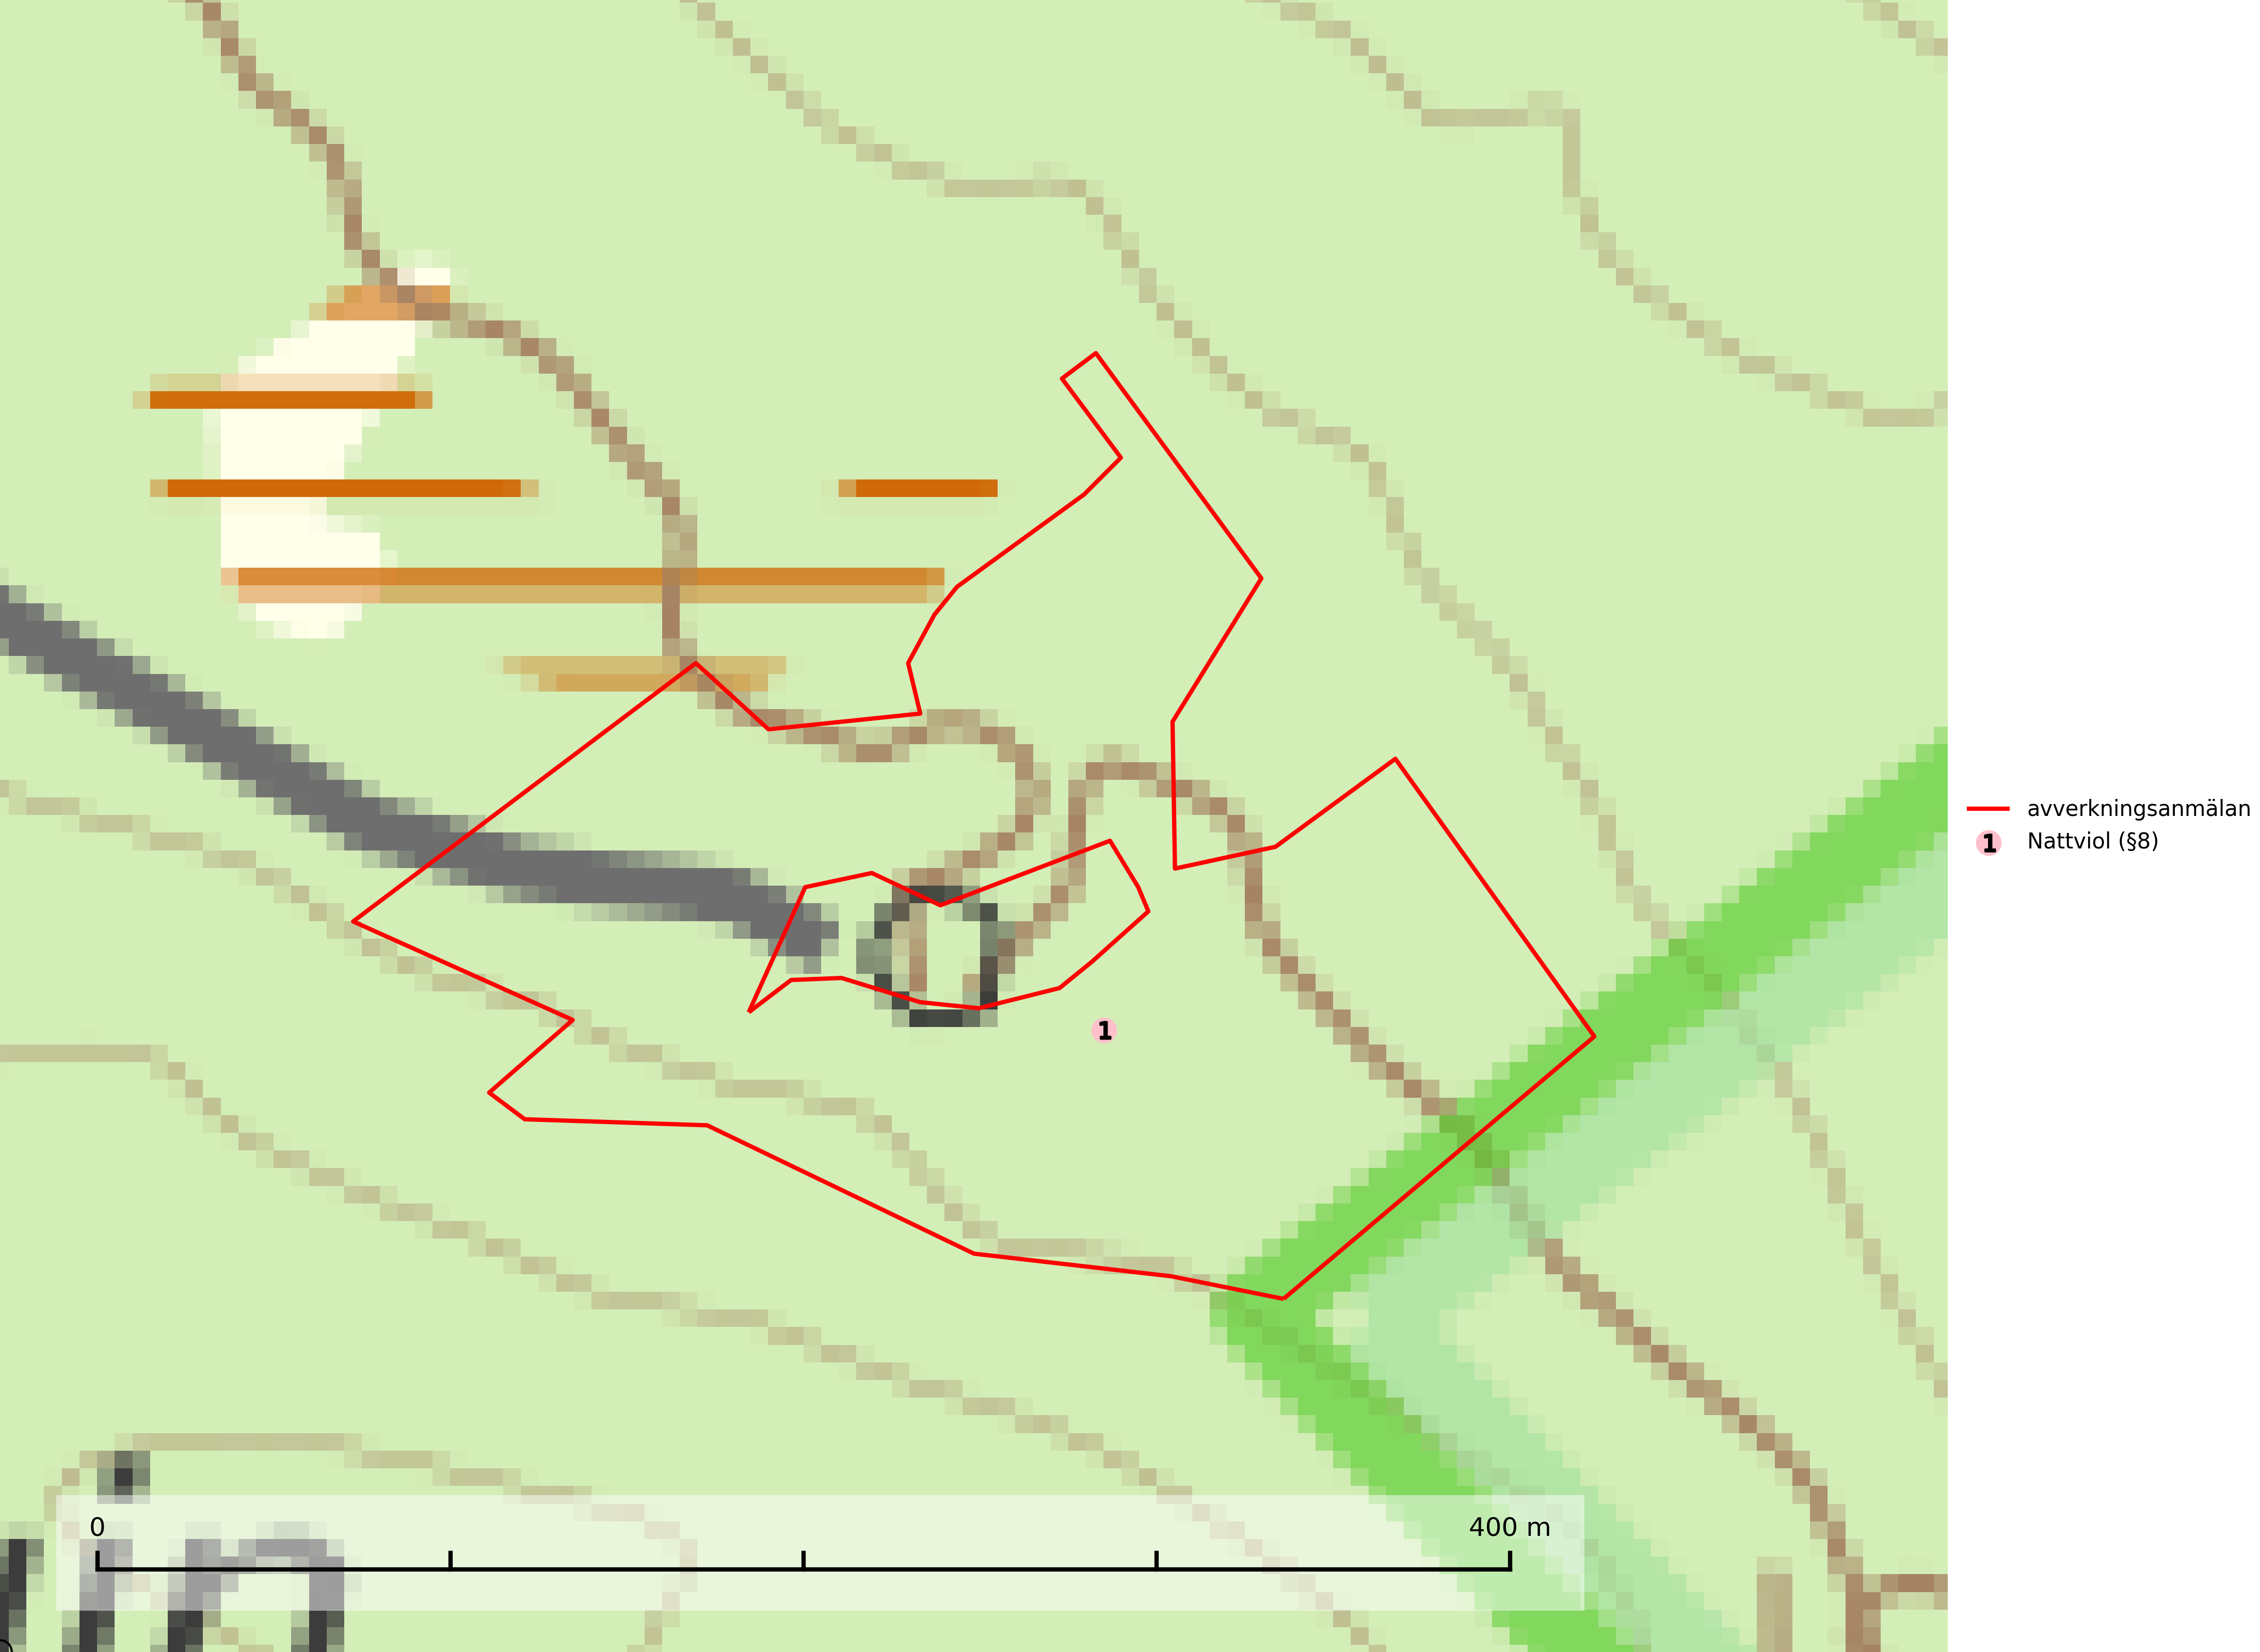 1
0 400 m
avverkningsanmälan
1 Nattviol (§8)